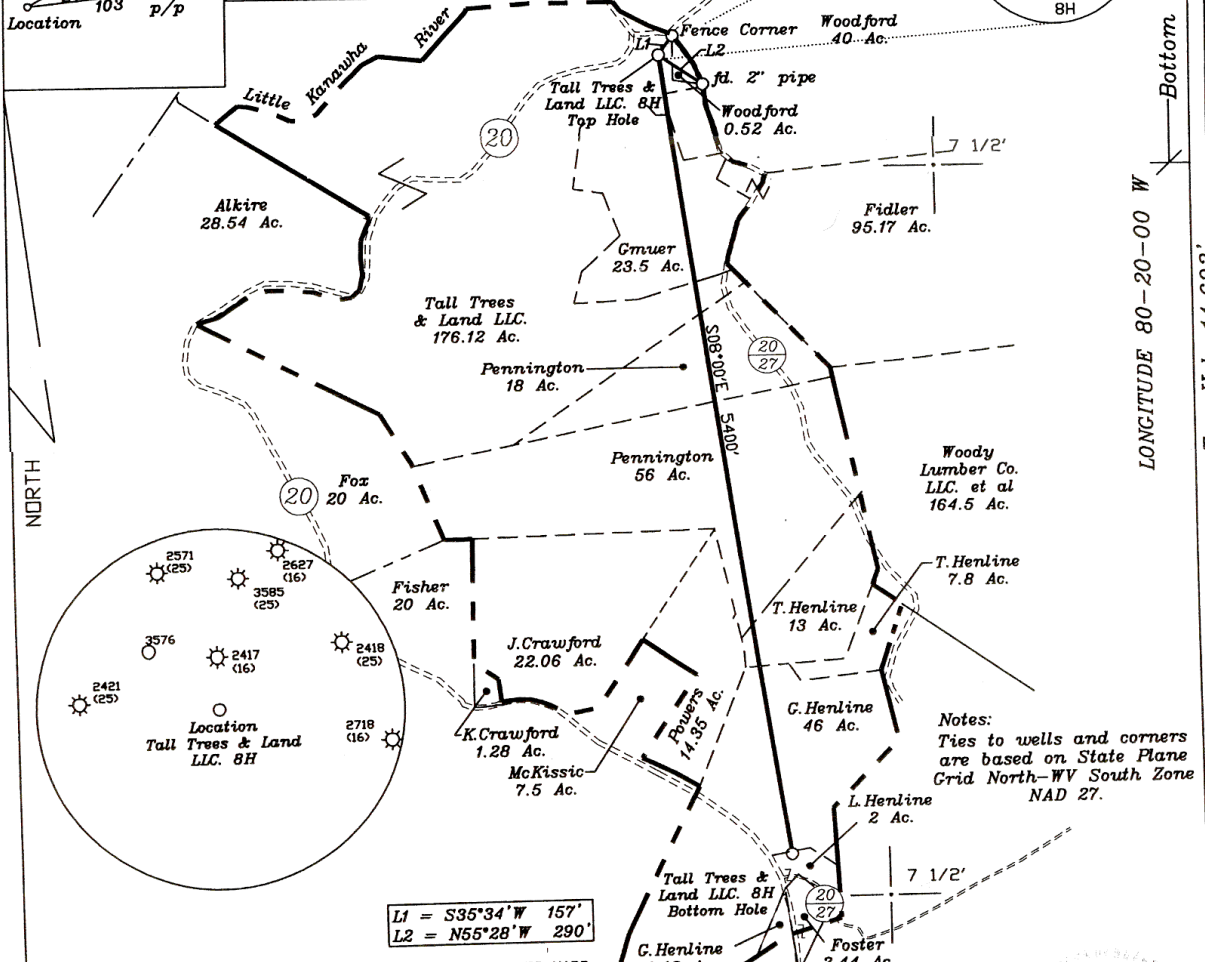 103 p/p
Location
8H
Bottom
Little Kanawha River
L1
Fence Corner
L2
Woodford
40 Ac.
fd. 2" pipe
Tall Trees &
Land LLC. 8H
Top Hole
Woodford
0.52 Ac.
20
7 1/2'
Alkire
28.54 Ac.
Fidler
95.17 Ac.
Gmuer
23.5 Ac.
LONGITUDE 80-20-00 W
Tall Trees
& Land LLC.
176.12 Ac.
S08°00'E 5400'
20
27
Pennington
18 Ac.
Pennington
56 Ac.
Woody
Lumber Co.
LLC. et al
164.5 Ac.
NORTH
20
Fox
20 Ac.
2571
(25)
2627
(16)
3585
(25)
3576
2417
(16)
2418
(25)
2421
(25)
2718
(16)
Location
Tall Trees & Land
LLC. 8H
Fisher
20 Ac.
T.Henline
7.8 Ac.
T.Henline
13 Ac.
J.Crawford
22.06 Ac.
Powers
14.35 Ac.
G.Henline
46 Ac.
K.Crawford
1.28 Ac.
McKissic
7.5 Ac.
Notes:
Ties to wells and corners
are based on State Plane
Grid North-WV South Zone
NAD 27.
L.Henline
2 Ac.
Tall Trees &
Land LLC. 8H
Bottom Hole
7 1/2'
20
27
L1 = S35°34'W 157'
L2 = N55°28'W 290'
G.Henline
Foster